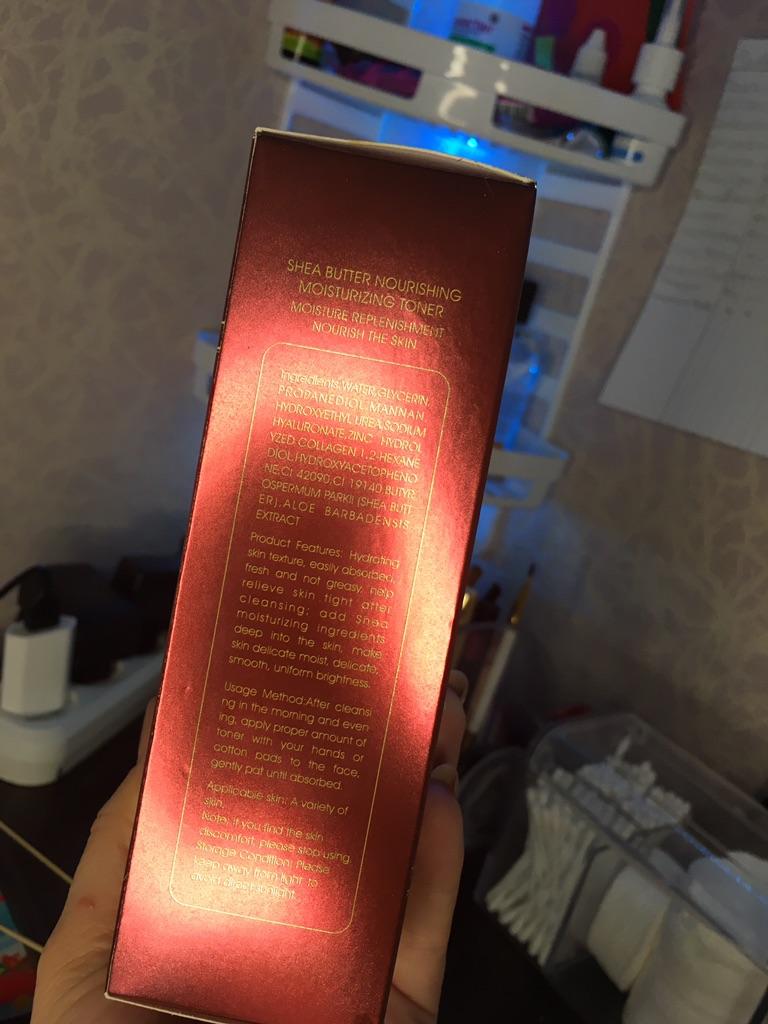 SHEA BUTTER NOURISHING
MOISTURIZING TONER
MOISTURE REPLENISHMENT
NOURISH THE SKIN
Ingredients:WATER,GLYCERIN,
PROPANEDIOL,MANNAN
HYDROXYETHYL UREA,SODIUM
HYALURONATE,ZINC HYDROL
YZED COLLAGEN 1,2-HEXANE
DIOL,HYDROXYACETOPHENO
NE,CI 42090,CI 19140,BUTYR
OSPERMUM PARKII (SHEA BUTT
ER),ALOE BARBADENSIS
EXTRACT
Product Features: Hydrating
skin texture, easily absorbed,
fresh and not greasy, help
relieve skin tight after
cleansing; add Shea
moisturizing ingredients
deep into the skin, make
skin delicate moist, delicate,
smooth, uniform brightness.
Usage Method:After cleansi
ng in the morning and even
ing, apply proper amount of
toner with your hands or
cotton pads to the face,
gently pat until absorbed.
Applicable skin: A variety of
skin.
Note: if you find the skin
discomfort, please stop using.
Storage Condition: Please
keep away from light to
avoid direct sunlight.